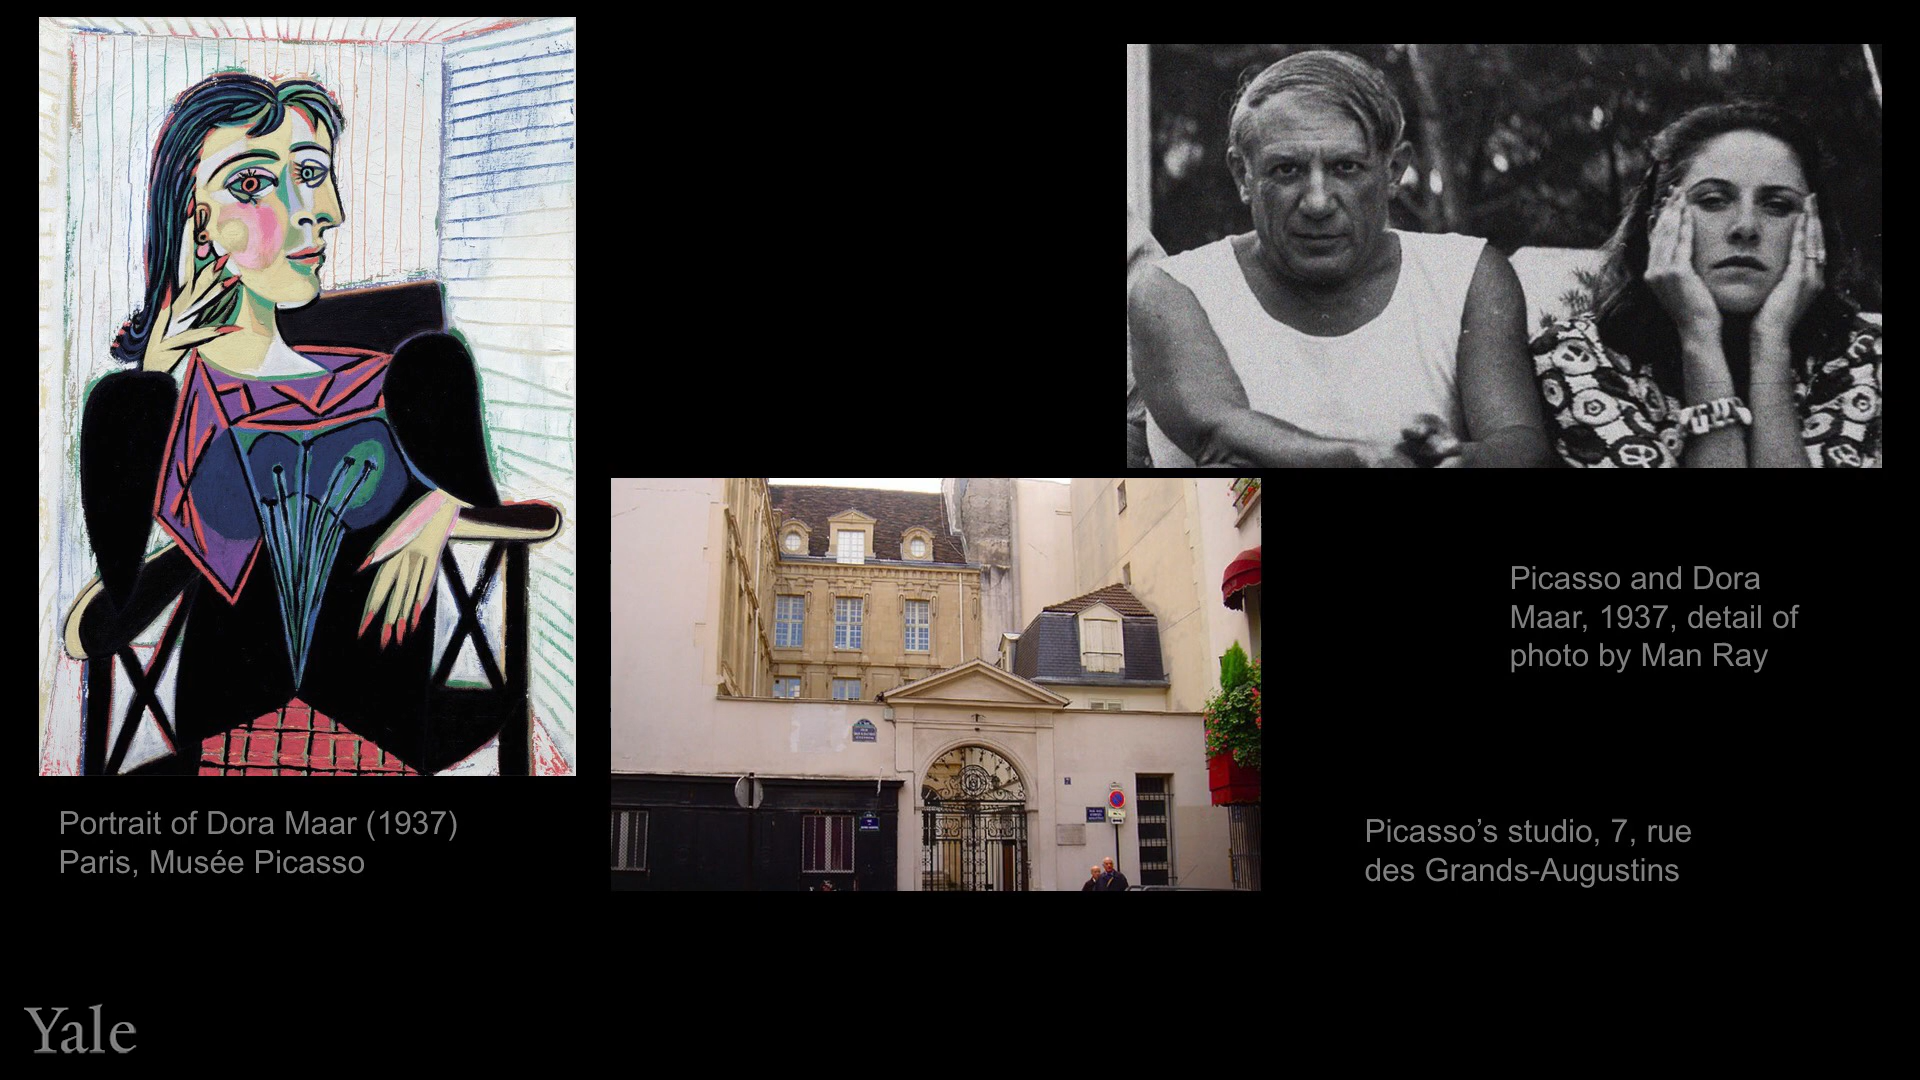 Portrait of Dora Maar (1937)
Paris, Musée Picasso
Picasso and Dora
Maar, 1937, detail of
photo by Man Ray
Picasso’s studio, 7, rue
des Grands-Augustins
Yale